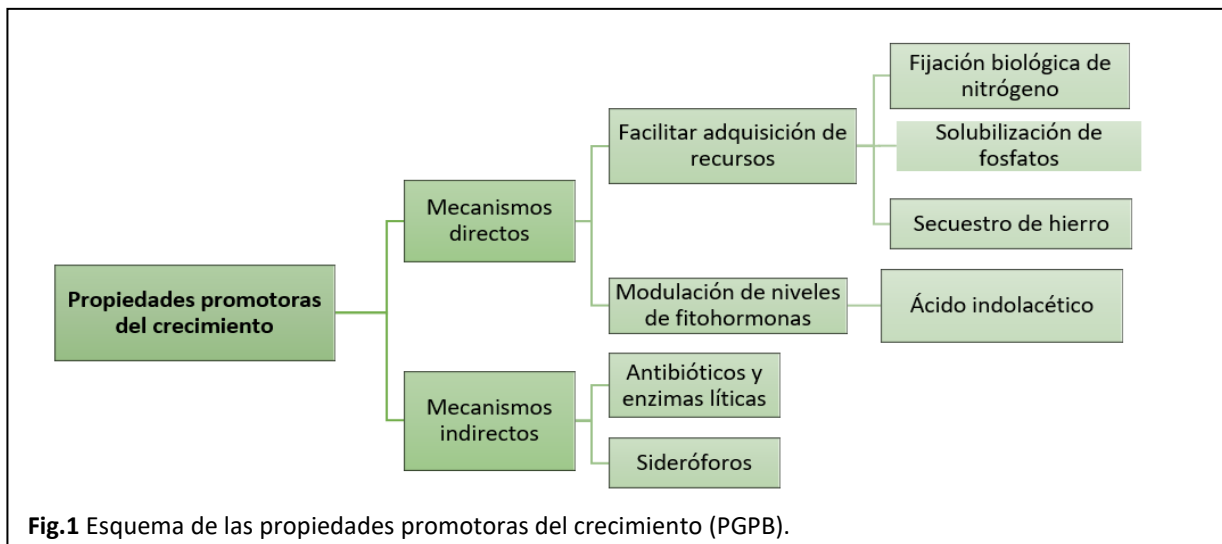 Propiedades promotoras
del crecimiento
Mecanismos
directos
Facilitar adquisición de
recursos
Fijación biológica de
nitrógeno
Solubilización de
fosfatos
Secuestro de hierro
Modulación de niveles
de fitohormonas
Ácido indolacético
Mecanismos
indirectos
Antibióticos y
enzimas líticas
Sideróforos
Fig.1 Esquema de las propiedades promotoras del crecimiento (PGPB).